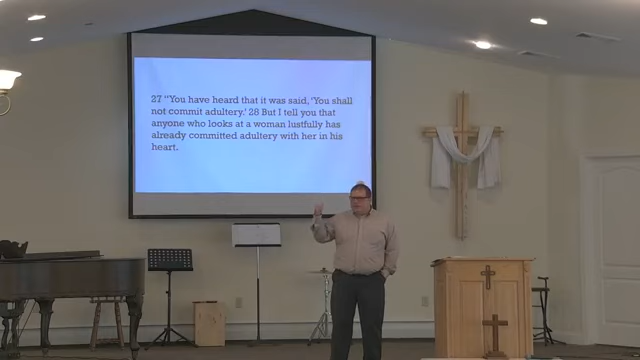 27 “You have heard that it was said, ‘You shall
not commit adultery.’ 28 But I tell you that
anyone who looks at a woman lustfully has
already committed adultery with her in his
heart.